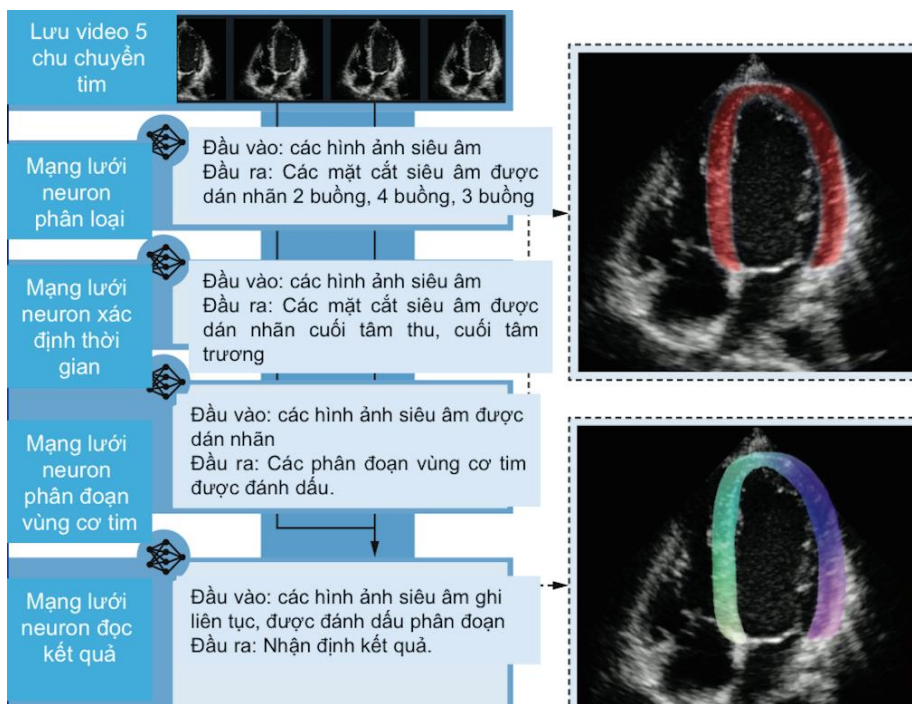 Lưu video 5
chu chuyển
tim
Mạng lưới
neuron
phân loại
Đầu vào: các hình ảnh siêu âm
Đầu ra: Các mặt cắt siêu âm được
dán nhãn 2 buồng, 4 buồng, 3 buồng
Mạng lưới
neuron xác
định thời
gian
Đầu vào: các hình ảnh siêu âm
Đầu ra: Các mặt cắt siêu âm được
dán nhãn cuối tâm thu, cuối tâm
trương
Mạng lưới
neuron
phân đoạn
vùng cơ tim
Đầu vào: các hình ảnh siêu âm được
dán nhãn
Đầu ra: Các phân đoạn vùng cơ tim
được đánh dấu.
Mạng lưới
neuron đọc
kết quả
Đầu vào: các hình ảnh siêu âm ghi
liên tục, được đánh dấu phân đoạn
Đầu ra: Nhận định kết quả.